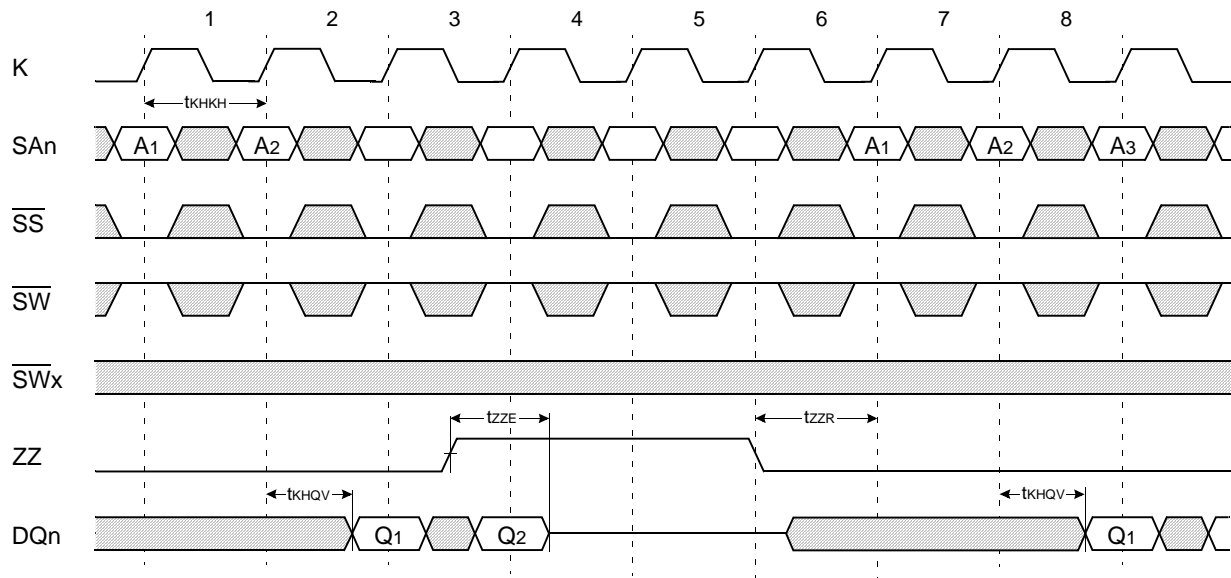 1 2 3 4 5 6 7 8
K
tKHKH
SAn A1 A2 A1 A2 A3
SS
SW
SWx
tZZE tZZR
ZZ
tKHQV tKHQV
DQn Q1 Q2 Q1